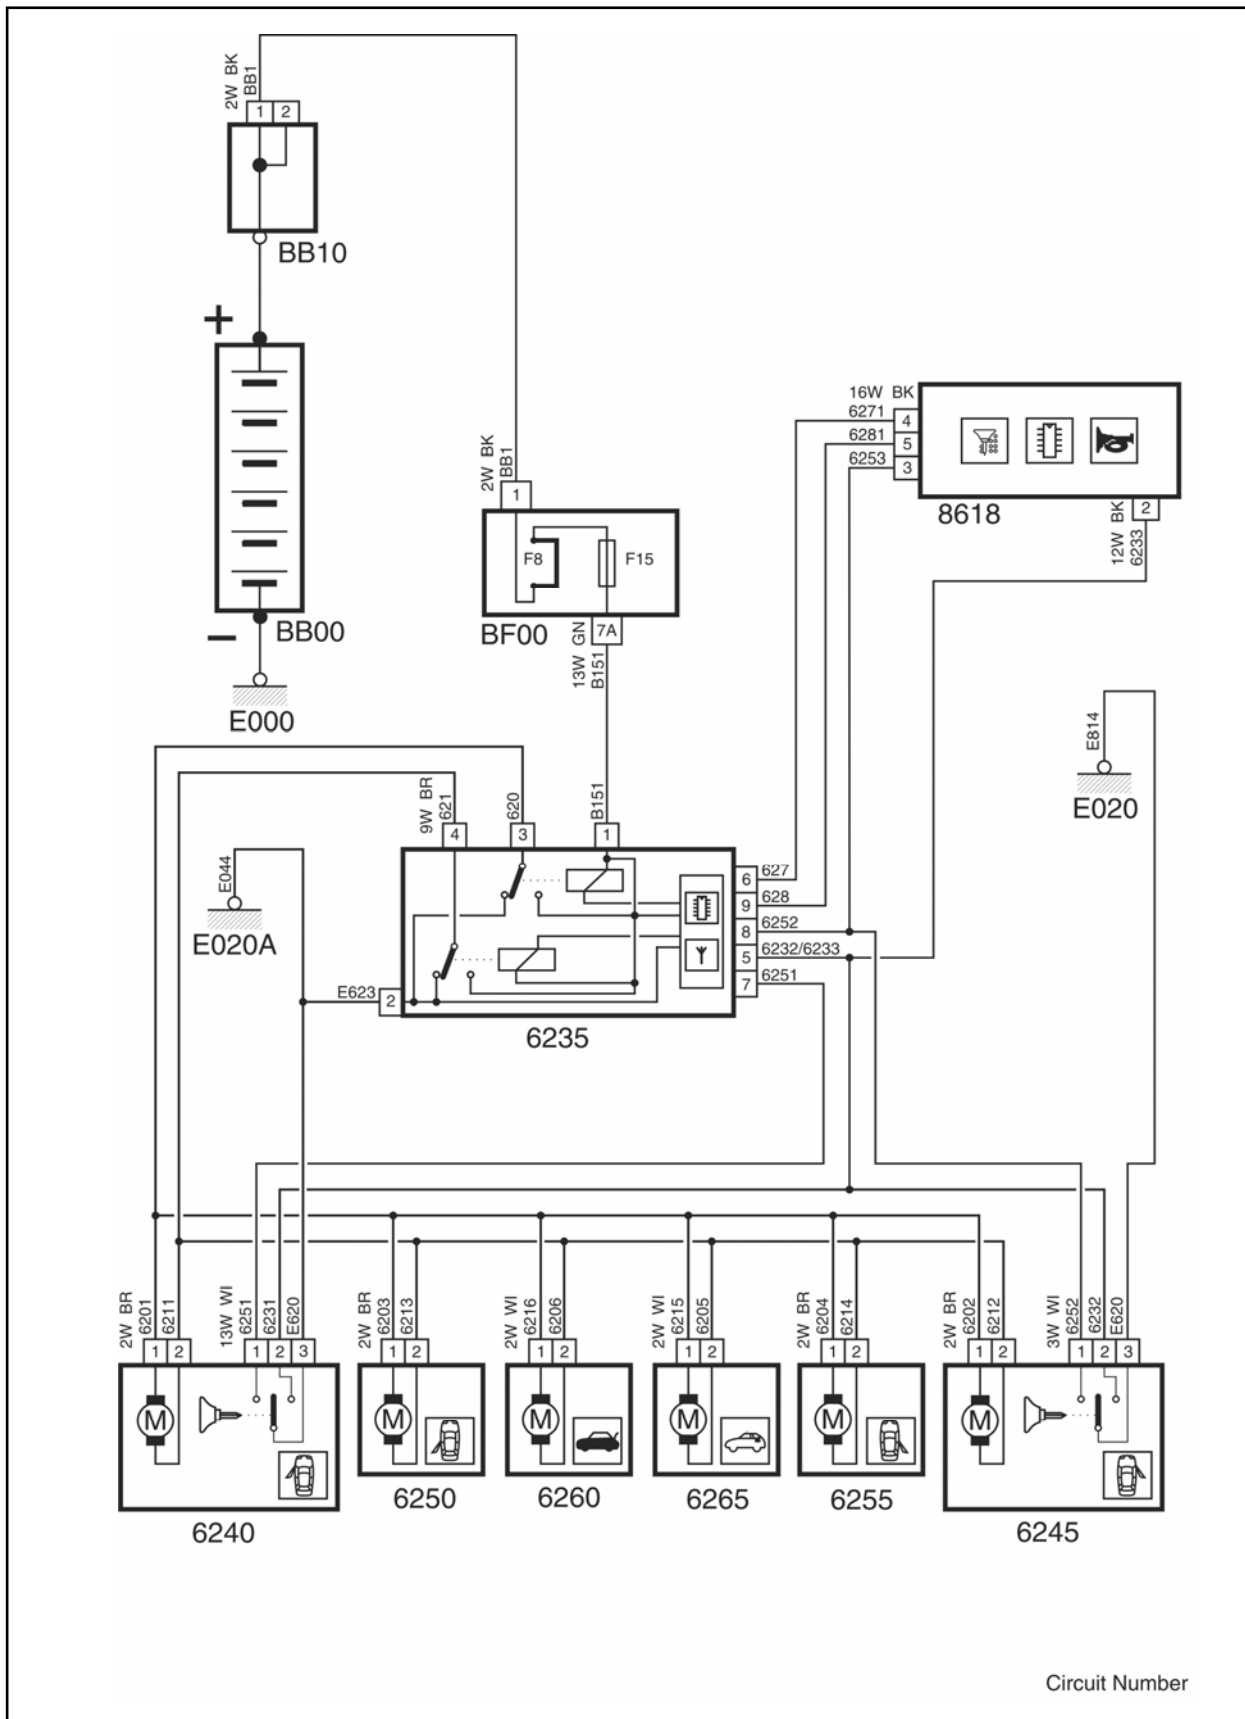 2W BK
BB1
1 2
BB10
+
−
BB00
E000
2W BK
BB1
1
F8
F15
BF00
7A
13W GN
B151
16W BK
6271
4
6281
5
6253
3
8618
2
12W BK
6233
E814
E020
E044
E020A
9W BR
621
620
B151
4 3 1
E623
2
6235
6 627
9 628
8 6252
5 6232/6233
7 6251
2W BR
6201
6211
13W WI
6251
6231
E620
2W BR
6203
6213
2W WI
6216
6206
2W WI
6215
6205
2W BR
6204
6214
2W BR
6202
6212
3W WI
6252
6232
E620
1 2 1 2 3 1 2 1 2 1 2 1 2 1 2 1 2 3
M M M M M M
6240
6250
6260
6265
6255
6245
Circuit Number